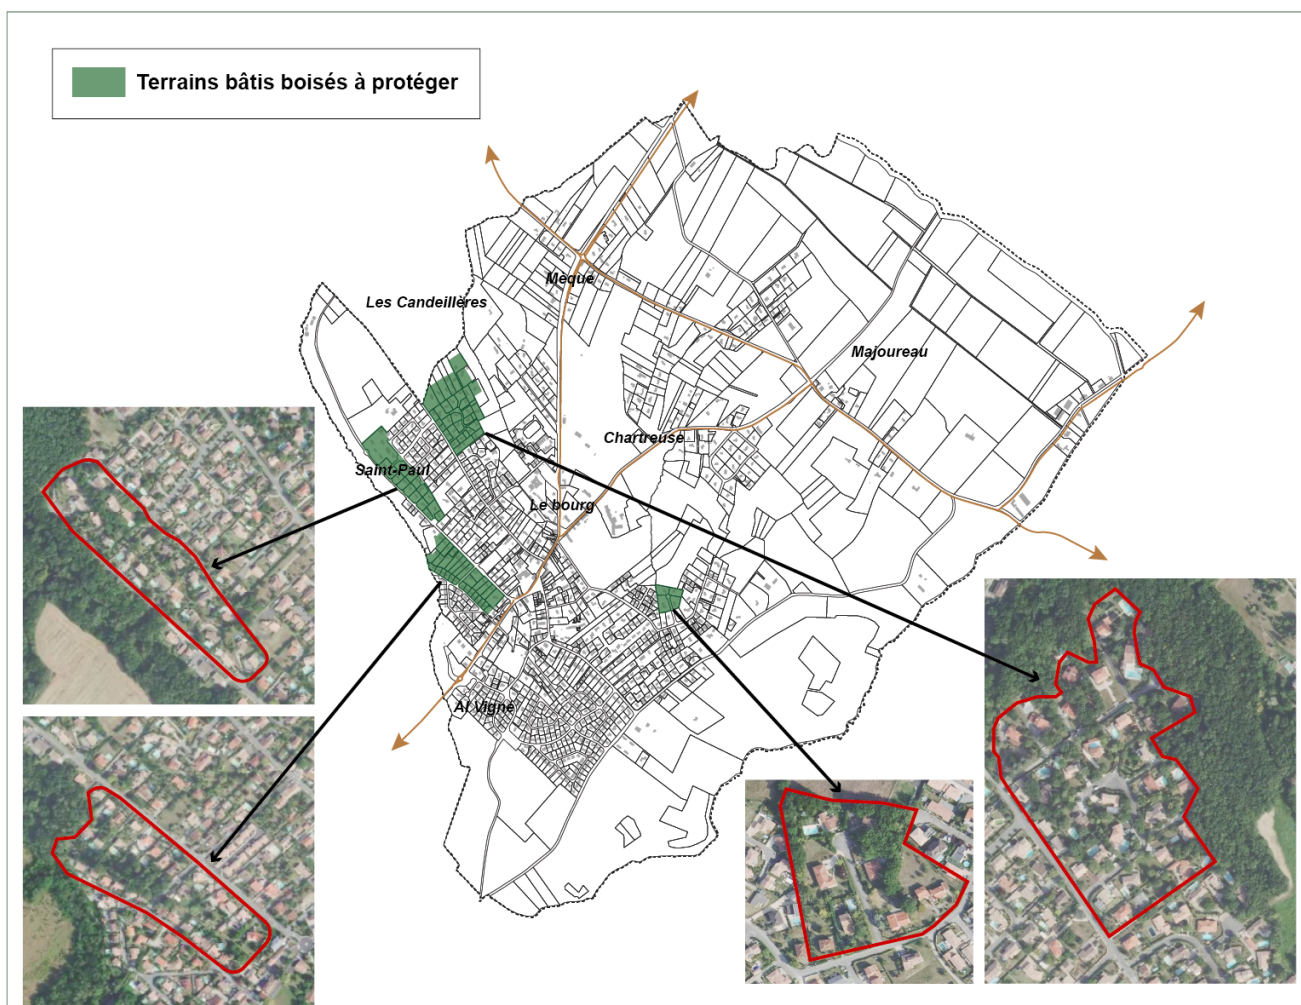 Terrains bâtis boisés à protéger
Mèque
Les Candeillères
Majoureau
Chartreuse
Saint-Paul
Le bourg
Al Vigné